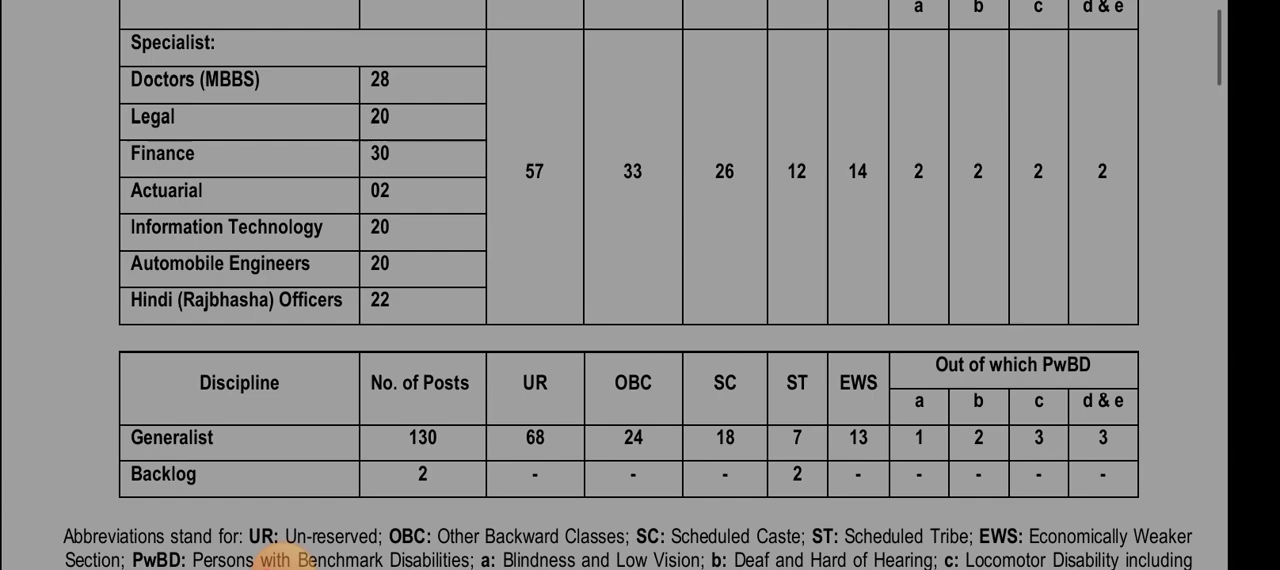 a b c d & e
Specialist:
Doctors (MBBS) 28
Legal 20
Finance 30
Actuarial 02
Information Technology 20
Automobile Engineers 20
Hindi (Rajbhasha) Officers 22
57 33 26 12 14 2 2 2 2
Discipline No. of Posts UR OBC SC ST EWS Out of which PwBD
a b c d & e
Generalist 130 68 24 18 7 13 1 2 3 3
Backlog 2 - - - 2 - - - - -
Abbreviations stand for: UR: Un-reserved; OBC: Other Backward Classes; SC: Scheduled Caste; ST: Scheduled Tribe; EWS: Economically Weaker
Section; PwBD: Persons with Benchmark Disabilities; a: Blindness and Low Vision; b: Deaf and Hard of Hearing; c: Locomotor Disability including